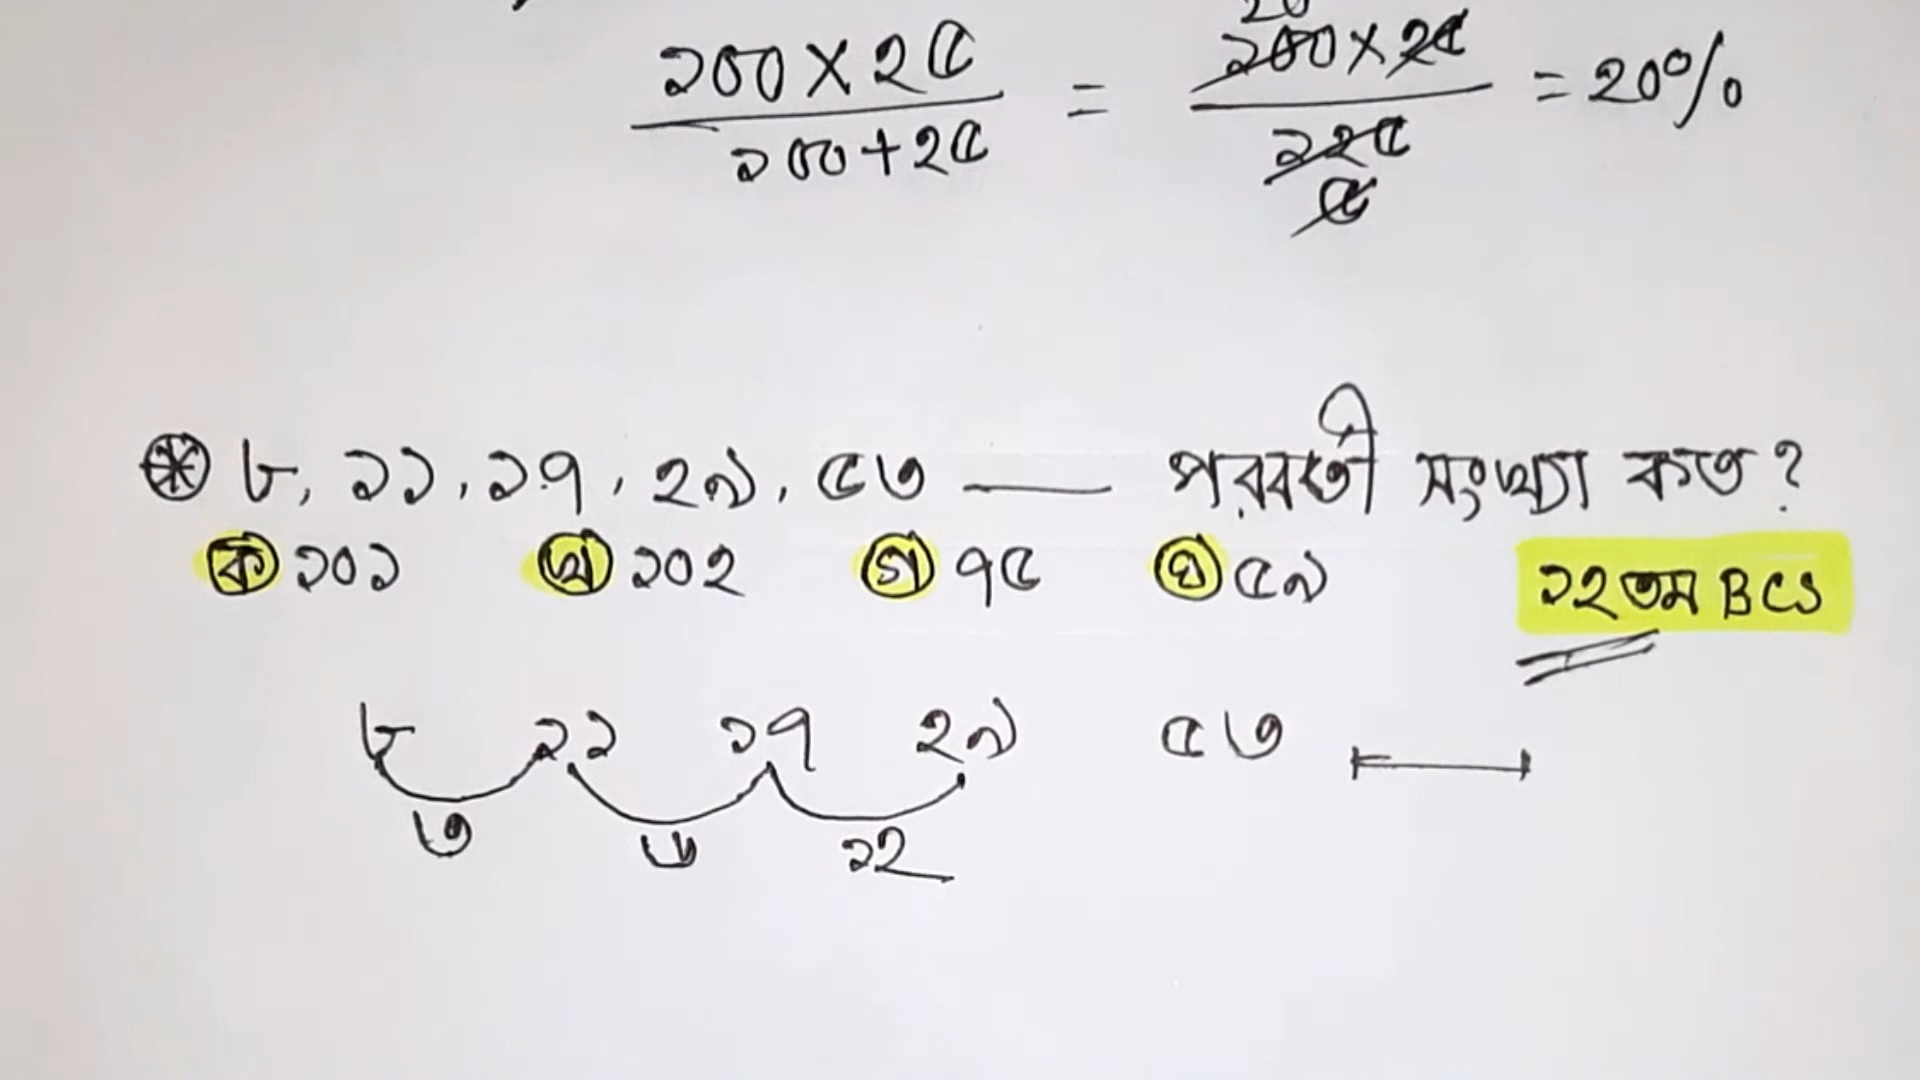 ১০০ × ২৫ / ১০০ + ২৫ = ২০ ১০০ × ২৫ / ১২৫ ৫ = ২০%
৮, ১১, ১৭, ২৯, ৫৩ —— পরবর্তী সংখ্যা কত?
ক ১০১ খ ১০২ গ ৭৫ ঘ ৫৯ ১২তম BCS
৮ ১১ ১৭ ২৯ ৫৩
৩ ৬ ১২